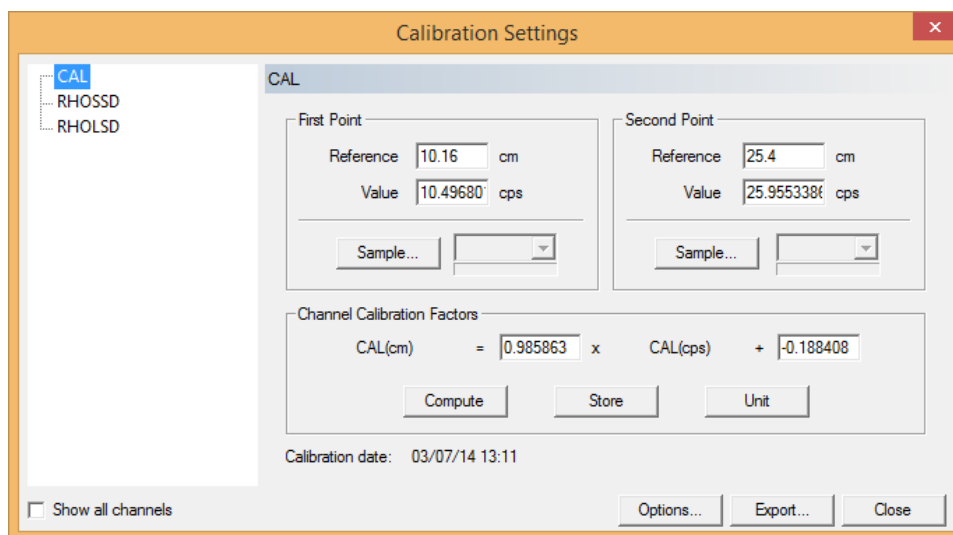 Calibration Settings
CAL
RHOSSD
RHOLSD
CAL
First Point
Reference 10.16 cm
Value 10.49680 cps
Sample...
Second Point
Reference 25.4 cm
Value 25.9553386 cps
Sample...
Channel Calibration Factors
CAL(cm) = 0.985863 x CAL(cps) + -0.188408
Compute Store Unit
Calibration date: 03/07/14 13:11
Show all channels
Options... Export... Close